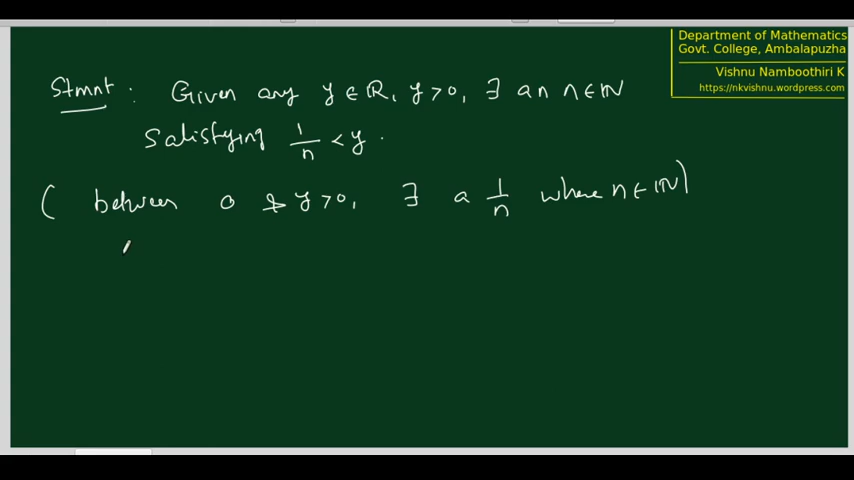 Department of Mathematics
Govt. College, Ambalapuzha
Vishnu Namboothiri K
https://nkvishnu.wordpress.com
Stmnt : Given any y ∈ ℝ, y > 0, ∃ an n ∈ ℕ
satisfying 1/n < y .
( between 0 & y > 0, ∃ a 1/n where n ∈ ℕ)